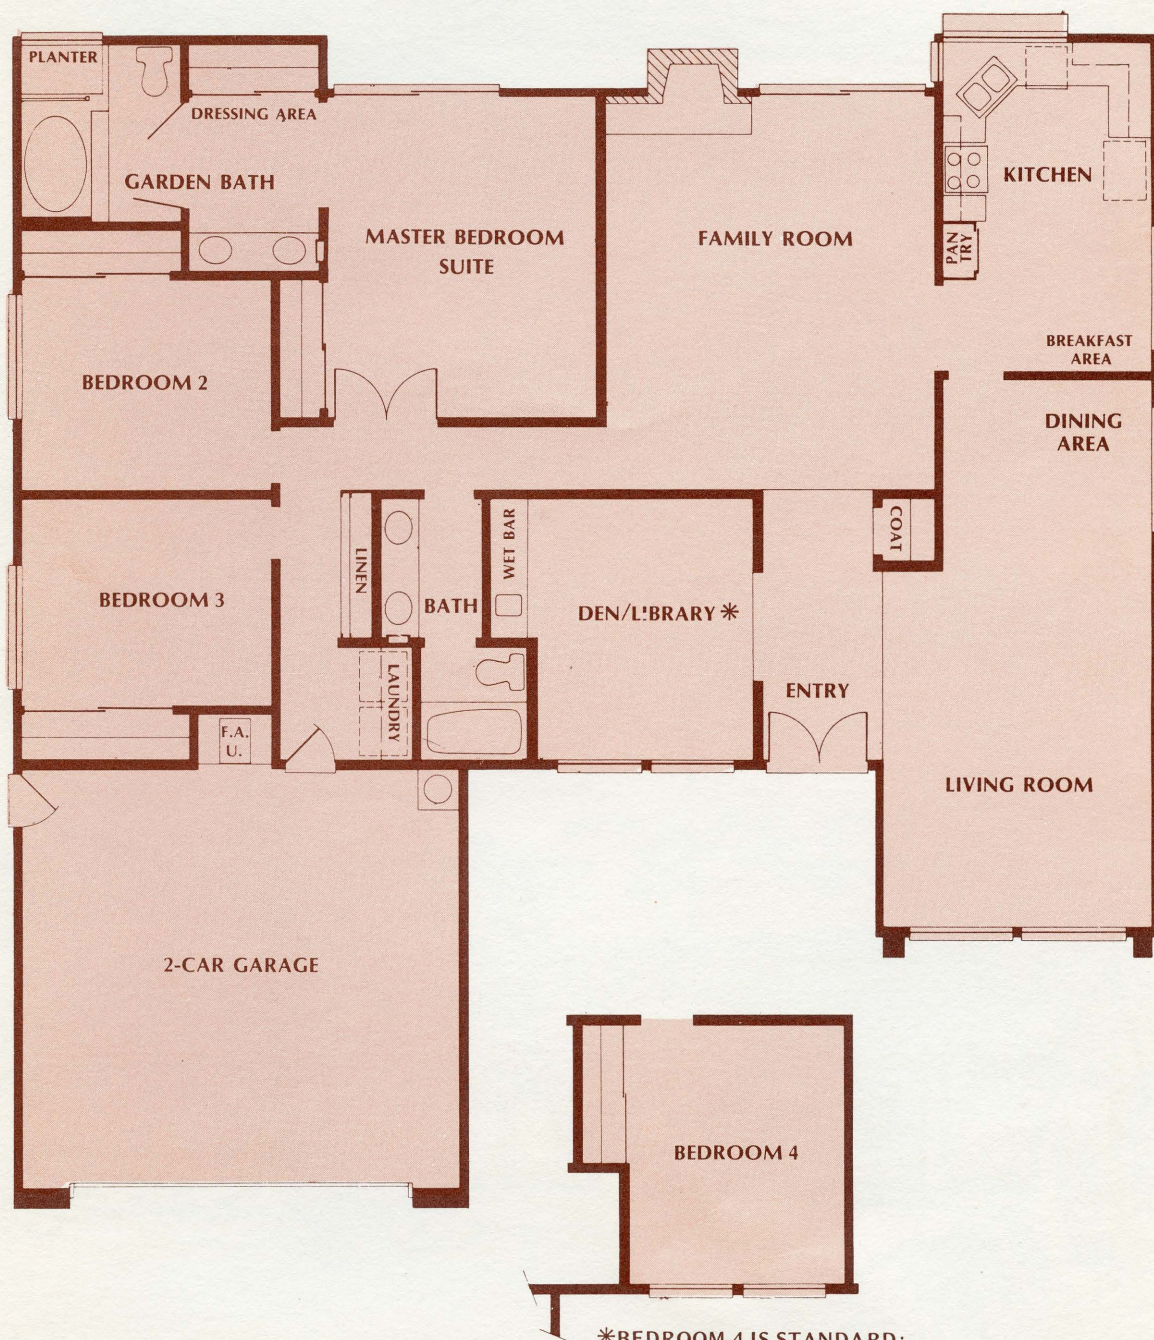 PLANTER
DRESSING AREA
GARDEN BATH
MASTER BEDROOM
SUITE
FAMILY ROOM
KITCHEN
PAN
TRY
BREAKFAST
AREA
BEDROOM 2
DINING
AREA
COAT
WET BAR
LINEN
BEDROOM 3
BATH
DEN/LIBRARY*
LAUNDRY
ENTRY
F.A.
U.
LIVING ROOM
2-CAR GARAGE
BEDROOM 4
*BEDROOM 4 IS STANDARD: